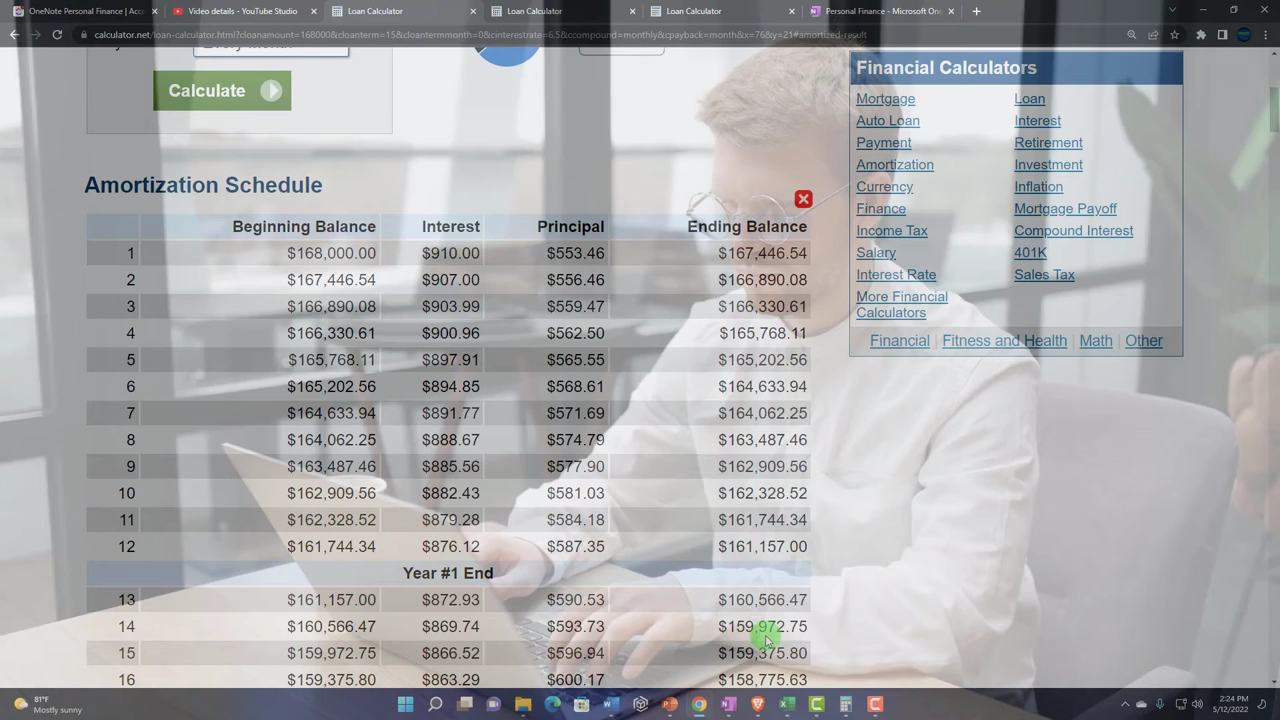 OneNote Personal Finance | Acc
Video details - YouTube Studio
Loan Calculator
Loan Calculator
Loan Calculator
Personal Finance - Microsoft On
calculator.net/loan-calculator.html?cloanamount=168000&cloanterm=15&cloantermmonth=0&cinterestrate=6.5&ccompound=monthly&cpayback=month&x=76&y=21#amortized-result
Calculate
Financial Calculators
Mortgage Loan
Auto Loan Interest
Payment Retirement
Amortization Investment
Currency Inflation
Finance Mortgage Payoff
Income Tax Compound Interest
Salary 401K
Interest Rate Sales Tax
More Financial
Calculators
Financial | Fitness and Health | Math | Other
Amortization Schedule
Beginning Balance Interest Principal Ending Balance
1 $168,000.00 $910.00 $553.46 $167,446.54
2 $167,446.54 $907.00 $556.46 $166,890.08
3 $166,890.08 $903.99 $559.47 $166,330.61
4 $166,330.61 $900.96 $562.50 $165,768.11
5 $165,768.11 $897.91 $565.55 $165,202.56
6 $165,202.56 $894.85 $568.61 $164,633.94
7 $164,633.94 $891.77 $571.69 $164,062.25
8 $164,062.25 $888.67 $574.79 $163,487.46
9 $163,487.46 $885.56 $577.90 $162,909.56
10 $162,909.56 $882.43 $581.03 $162,328.52
11 $162,328.52 $879.28 $584.18 $161,744.34
12 $161,744.34 $876.12 $587.35 $161,157.00
Year #1 End
13 $161,157.00 $872.93 $590.53 $160,566.47
14 $160,566.47 $869.74 $593.73 $159,972.75
15 $159,972.75 $866.52 $596.94 $159,375.80
16 $159,375.80 $863.29 $600.17 $158,775.63
81°F
Mostly sunny
2:24 PM
5/12/2022